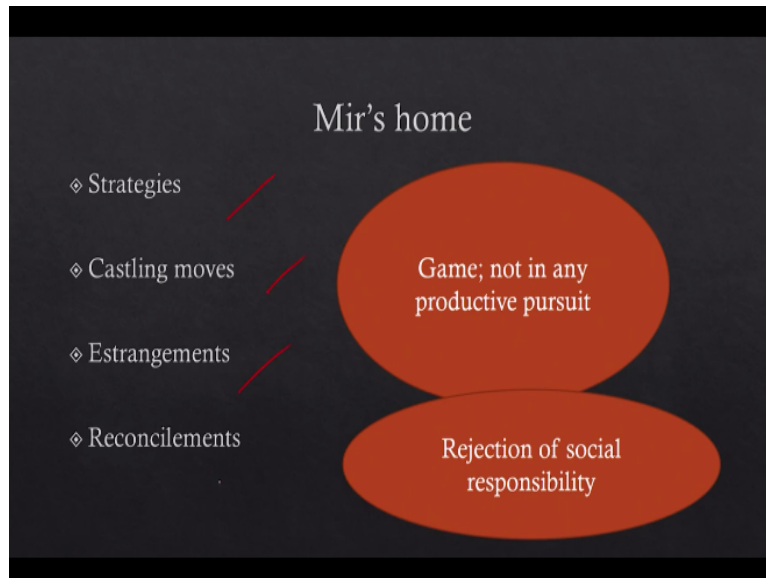 Mir's home
Strategies
Castling moves
Estrangements
Reconcilements
Game; not in any
productive pursuit
Rejection of social
responsibility